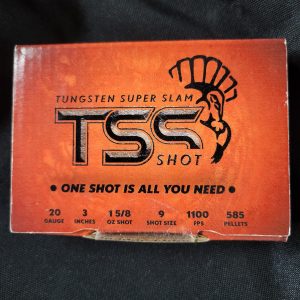 TUNGSTEN SUPER SLAM
TSS
SHOT
• ONE SHOT IS ALL YOU NEED •
20 3 1 5/8 9 1100 585
GAUGE INCHES OZ SHOT SHOT SIZE FPS PELLETS